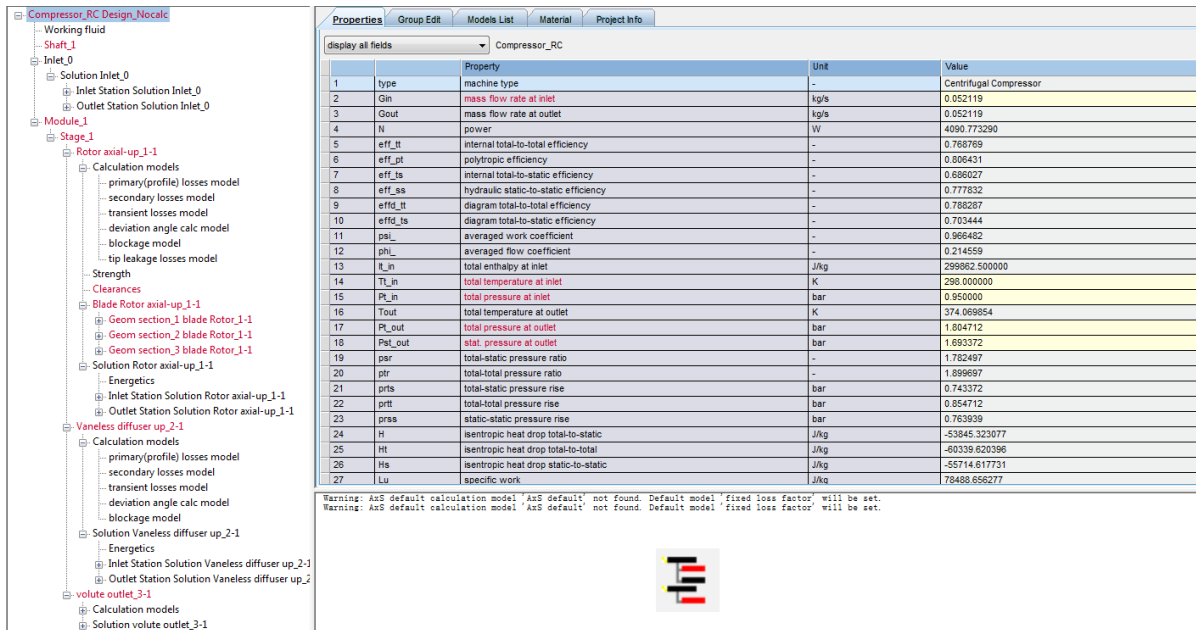 Compressor_RC Design_Nocalc
Working fluid
Shaft_1
Inlet_0
Solution Inlet_0
Inlet Station Solution Inlet_0
Outlet Station Solution Inlet_0
Module_1
Stage_1
Rotor axial-up_1-1
Calculation models
primary(profile) losses model
secondary losses model
transient losses model
deviation angle calc model
blockage model
tip leakage losses model
Strength
Clearances
Blade Rotor axial-up_1-1
Geom section_1 blade Rotor_1-1
Geom section_2 blade Rotor_1-1
Geom section_3 blade Rotor_1-1
Solution Rotor axial-up_1-1
Energetics
Inlet Station Solution Rotor axial-up_1-1
Outlet Station Solution Rotor axial-up_1-1
Vaneless diffuser up_2-1
Calculation models
primary(profile) losses model
secondary losses model
transient losses model
deviation angle calc model
blockage model
Solution Vaneless diffuser up_2-1
Energetics
Inlet Station Solution Vaneless diffuser up_2-1
Outlet Station Solution Vaneless diffuser up_2
volute outlet_3-1
Calculation models
Solution volute outlet_3-1
Properties Group Edit Models List Material Project Info
display all fields Compressor_RC
Property Unit Value
1 type machine type - Centrifugal Compressor
2 Gin mass flow rate at inlet kg/s 0.052119
3 Gout mass flow rate at outlet kg/s 0.052119
4 N power W 4090.773290
5 eff_tt internal total-to-total efficiency - 0.768769
6 eff_pt polytropic efficiency - 0.806431
7 eff_ts internal total-to-static efficiency - 0.686027
8 eff_ss hydraulic static-to-static efficiency - 0.777832
9 effd_tt diagram total-to-total efficiency - 0.788287
10 effd_ts diagram total-to-static efficiency - 0.703444
11 psi_ averaged work coefficient - 0.966482
12 phi_ averaged flow coefficient - 0.214559
13 It_in total enthalpy at inlet J/kg 299862.500000
14 Tt_in total temperature at inlet K 298.000000
15 Pt_in total pressure at inlet bar 0.950000
16 Tout total temperature at outlet K 374.069854
17 Pt_out total pressure at outlet bar 1.804712
18 Pst_out stat. pressure at outlet bar 1.693372
19 psr total-static pressure ratio - 1.782497
20 ptr total-total pressure ratio - 1.899697
21 prts total-static pressure rise bar 0.743372
22 prtt total-total pressure rise bar 0.854712
23 prss static-static pressure rise bar 0.763939
24 H isentropic heat drop total-to-static J/kg -53845.323077
25 Ht isentropic heat drop total-to-total J/kg -60339.620396
26 Hs isentropic heat drop static-to-static J/kg -55714.617731
27 Lu specific work J/kg 78488.656277
Warning: AxS default calculation model 'AxS default' not found. Default model 'fixed loss factor' will be set.
Warning: AxS default calculation model 'AxS default' not found. Default model 'fixed loss factor' will be set.